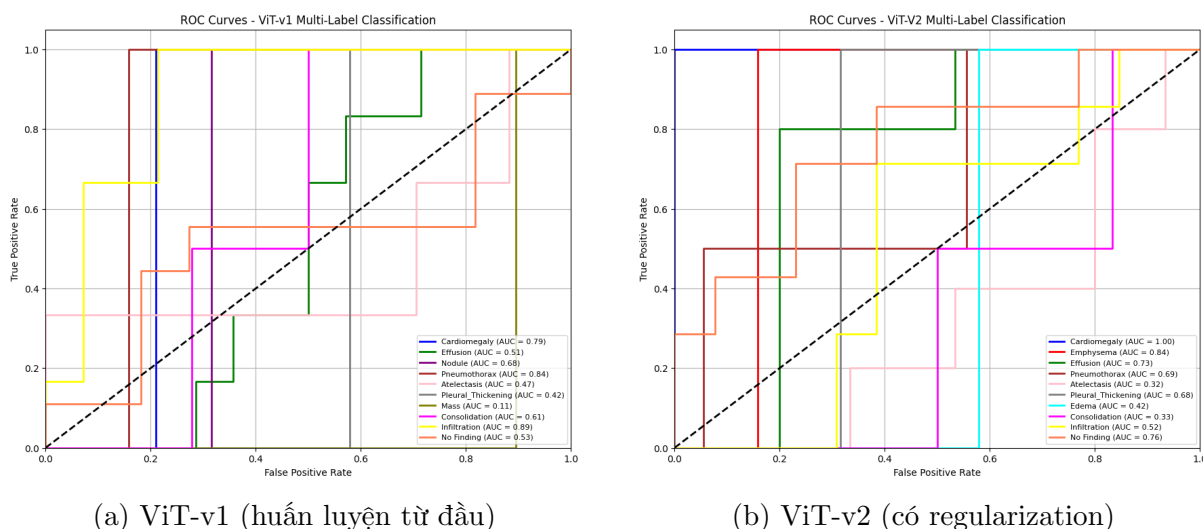 ROC Curves - ViT-v1 Multi-Label Classification
1.0
0.8
0.6
0.4
0.2
0.0
True Positive Rate
Cardiomegaly (AUC = 0.79)
Effusion (AUC = 0.51)
Nodule (AUC = 0.68)
Pneumothorax (AUC = 0.84)
Atelectasis (AUC = 0.47)
Pleural_Thickening (AUC = 0.42)
Mass (AUC = 0.11)
Consolidation (AUC = 0.61)
Infiltration (AUC = 0.89)
No Finding (AUC = 0.53)
0.0 0.2 0.4 0.6 0.8 1.0
False Positive Rate
(a) ViT-v1 (huấn luyện từ đầu)
ROC Curves - ViT-V2 Multi-Label Classification
1.0
0.8
0.6
0.4
0.2
0.0
True Positive Rate
Cardiomegaly (AUC = 1.00)
Emphysema (AUC = 0.84)
Effusion (AUC = 0.73)
Pneumothorax (AUC = 0.69)
Atelectasis (AUC = 0.32)
Pleural_Thickening (AUC = 0.68)
Edema (AUC = 0.42)
Consolidation (AUC = 0.33)
Infiltration (AUC = 0.52)
No Finding (AUC = 0.76)
0.0 0.2 0.4 0.6 0.8 1.0
False Positive Rate
(b) ViT-v2 (có regularization)